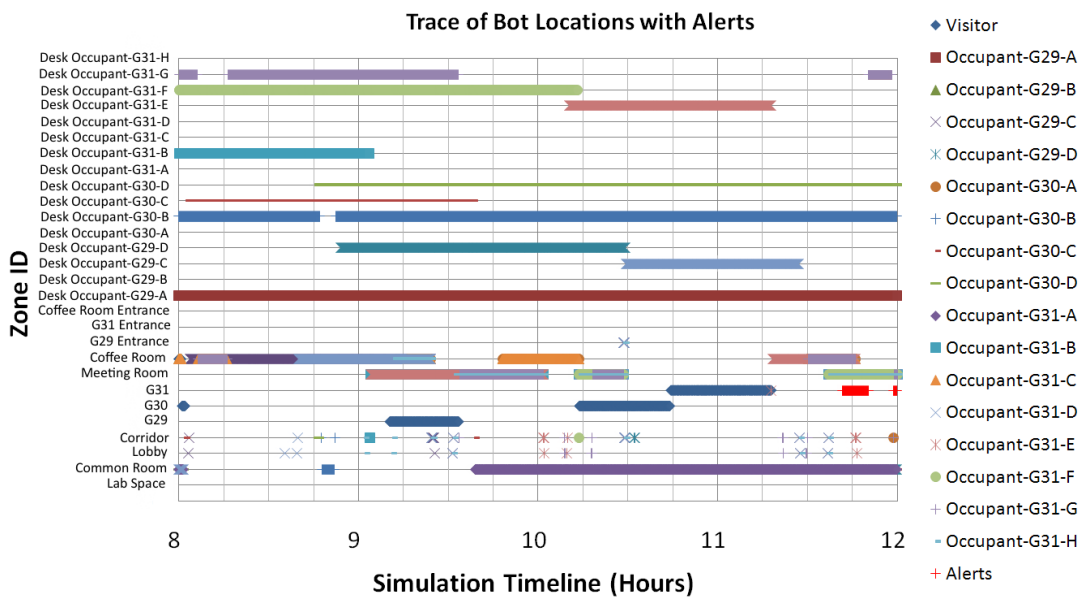 Trace of Bot Locations with Alerts
Zone ID
Desk Occupant-G31-H
Desk Occupant-G31-G
Desk Occupant-G31-F
Desk Occupant-G31-E
Desk Occupant-G31-D
Desk Occupant-G31-C
Desk Occupant-G31-B
Desk Occupant-G31-A
Desk Occupant-G30-D
Desk Occupant-G30-C
Desk Occupant-G30-B
Desk Occupant-G30-A
Desk Occupant-G29-D
Desk Occupant-G29-C
Desk Occupant-G29-B
Desk Occupant-G29-A
Coffee Room Entrance
G31 Entrance
G29 Entrance
Coffee Room
Meeting Room
G31
G30
G29
Corridor
Lobby
Common Room
Lab Space
8 9 10 11 12
Simulation Timeline (Hours)
Visitor
Occupant-G29-A
Occupant-G29-B
Occupant-G29-C
Occupant-G29-D
Occupant-G30-A
Occupant-G30-B
Occupant-G30-C
Occupant-G30-D
Occupant-G31-A
Occupant-G31-B
Occupant-G31-C
Occupant-G31-D
Occupant-G31-E
Occupant-G31-F
Occupant-G31-G
Occupant-G31-H
Alerts